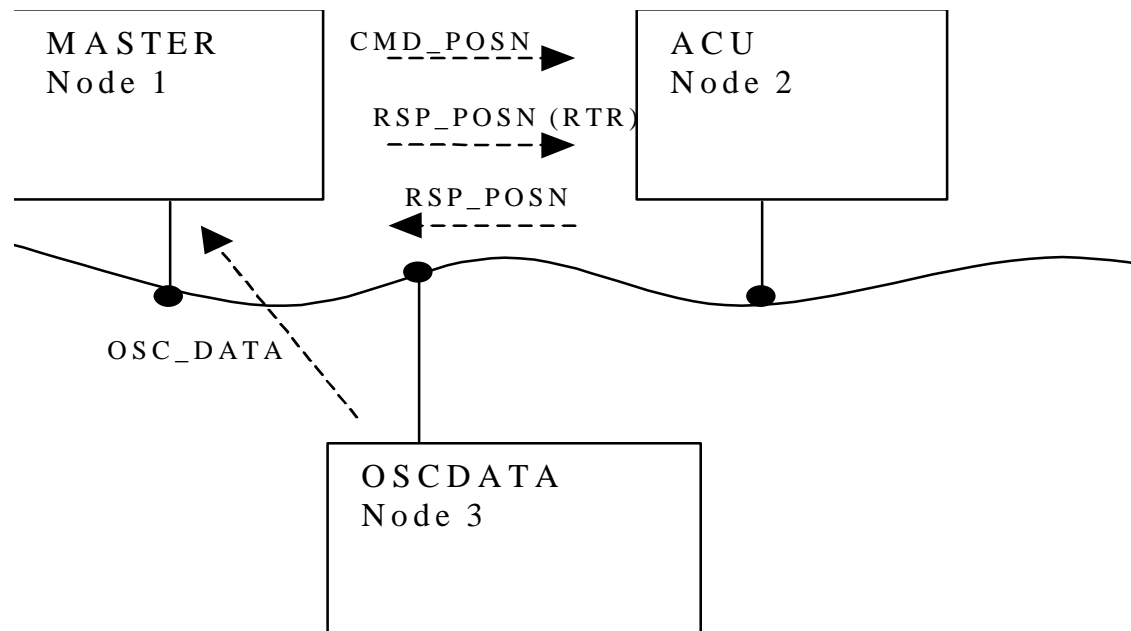 MASTER
Node 1
CMD_POSN
RSP_POSN (RTR)
RSP_POSN
ACU
Node 2
OSC_DATA
OSCDATA
Node 3